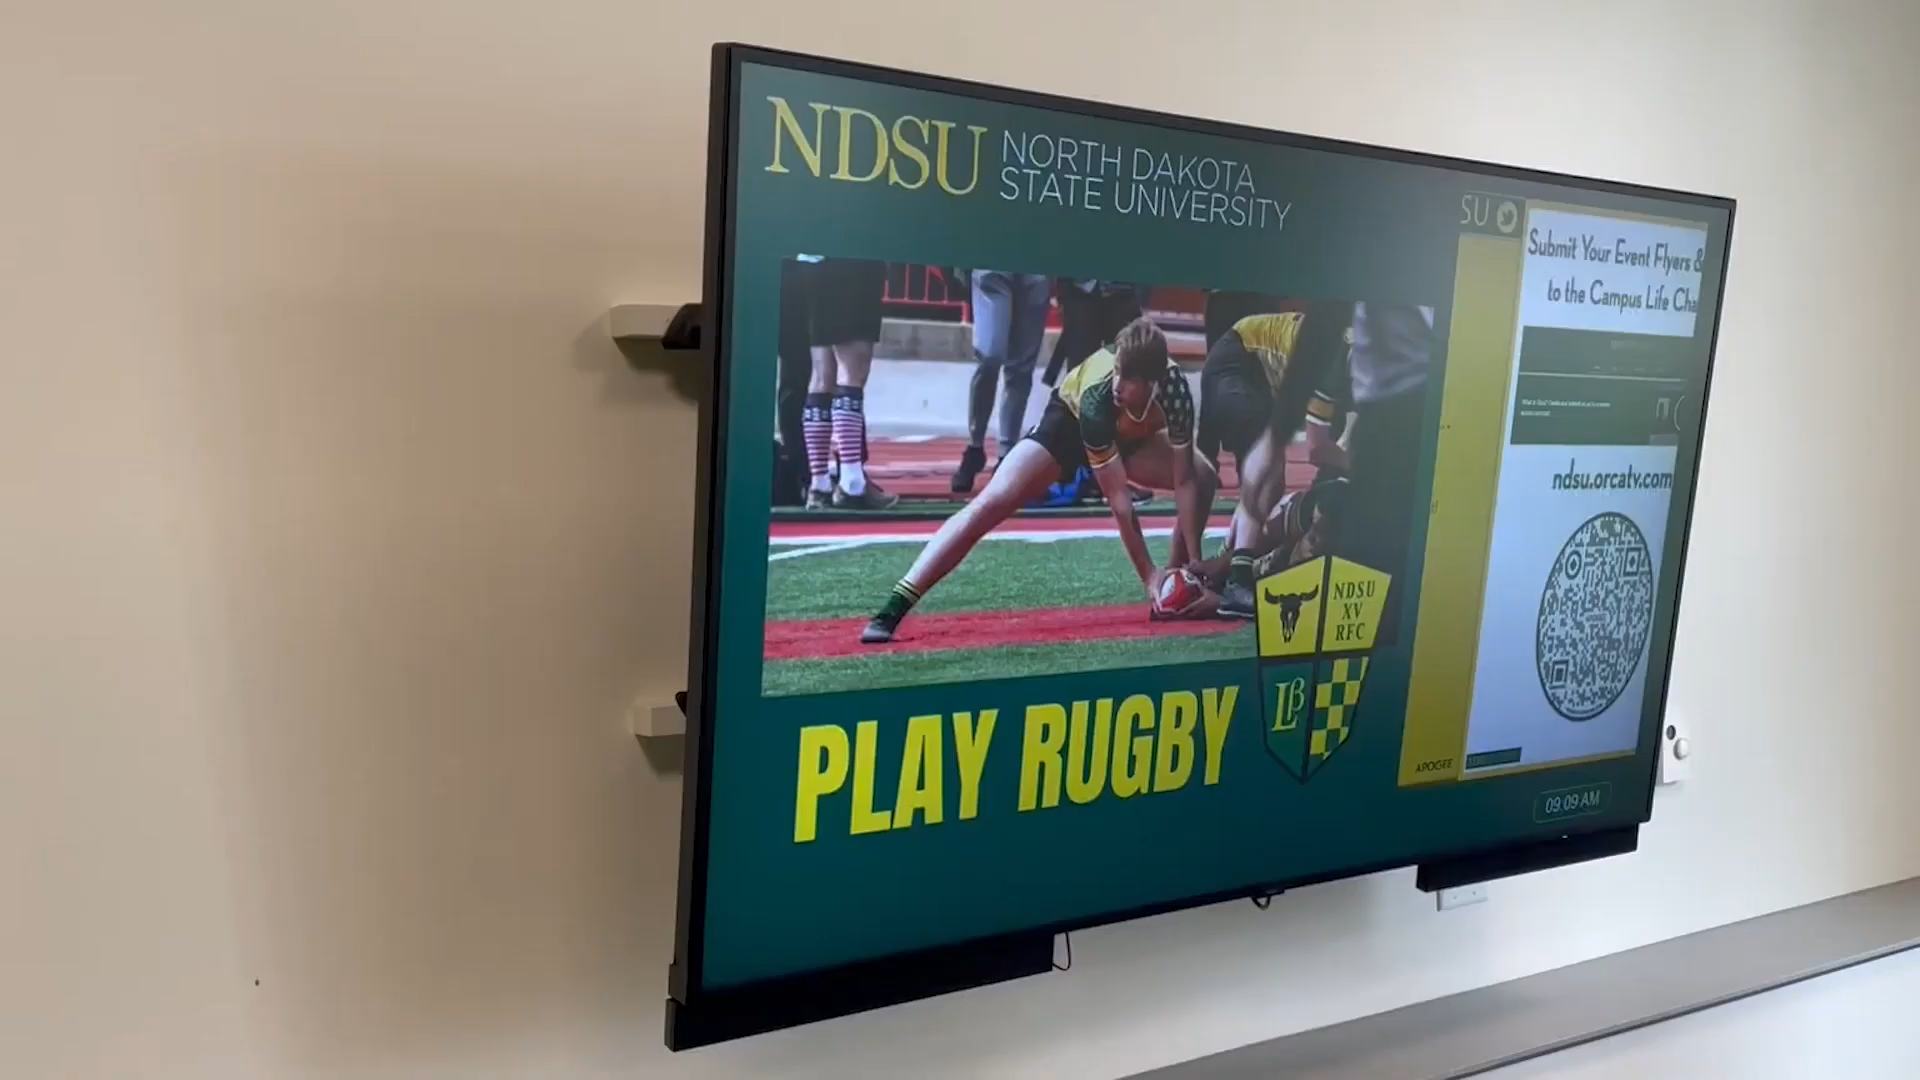 NDSU
NORTH DAKOTA
STATE UNIVERSITY
SU
Submit Your Event Flyers &
to the Campus Life Cha
ndsu.orcatv.com
NDSU
XV
RFC
Lβ
PLAY RUGBY
APOGEE
09:09 AM